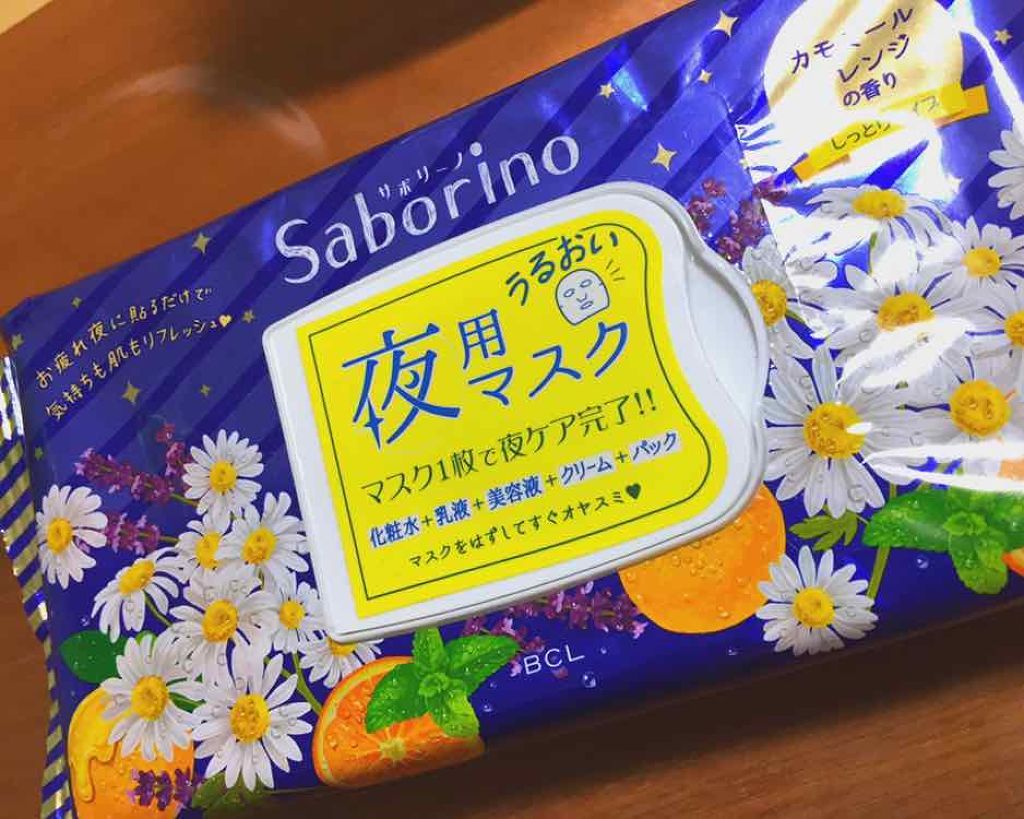 サボリーノ
Saborino
お疲れ夜に貼るだけで
気持ちも肌もリフレッシュ♥
うるおい
夜用マスク
マスク1枚で夜ケア完了!!
化粧水+乳液+美容液+クリーム+パック
マスクをはずしてすぐオヤスミ♥
BCL
の香り